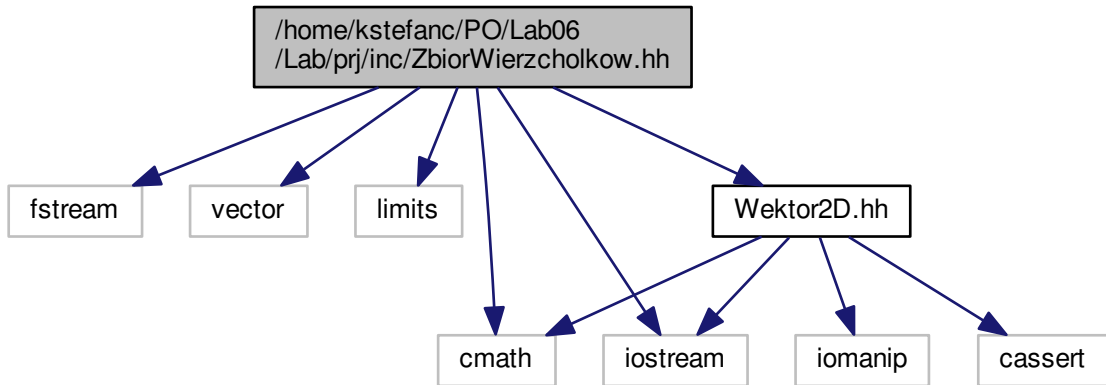 /home/kstefanc/PO/Lab06
/Lab/prj/inc/ZbiorWierzcholkow.hh
fstream
vector
limits
Wektor2D.hh
cmath
iostream
iomanip
cassert